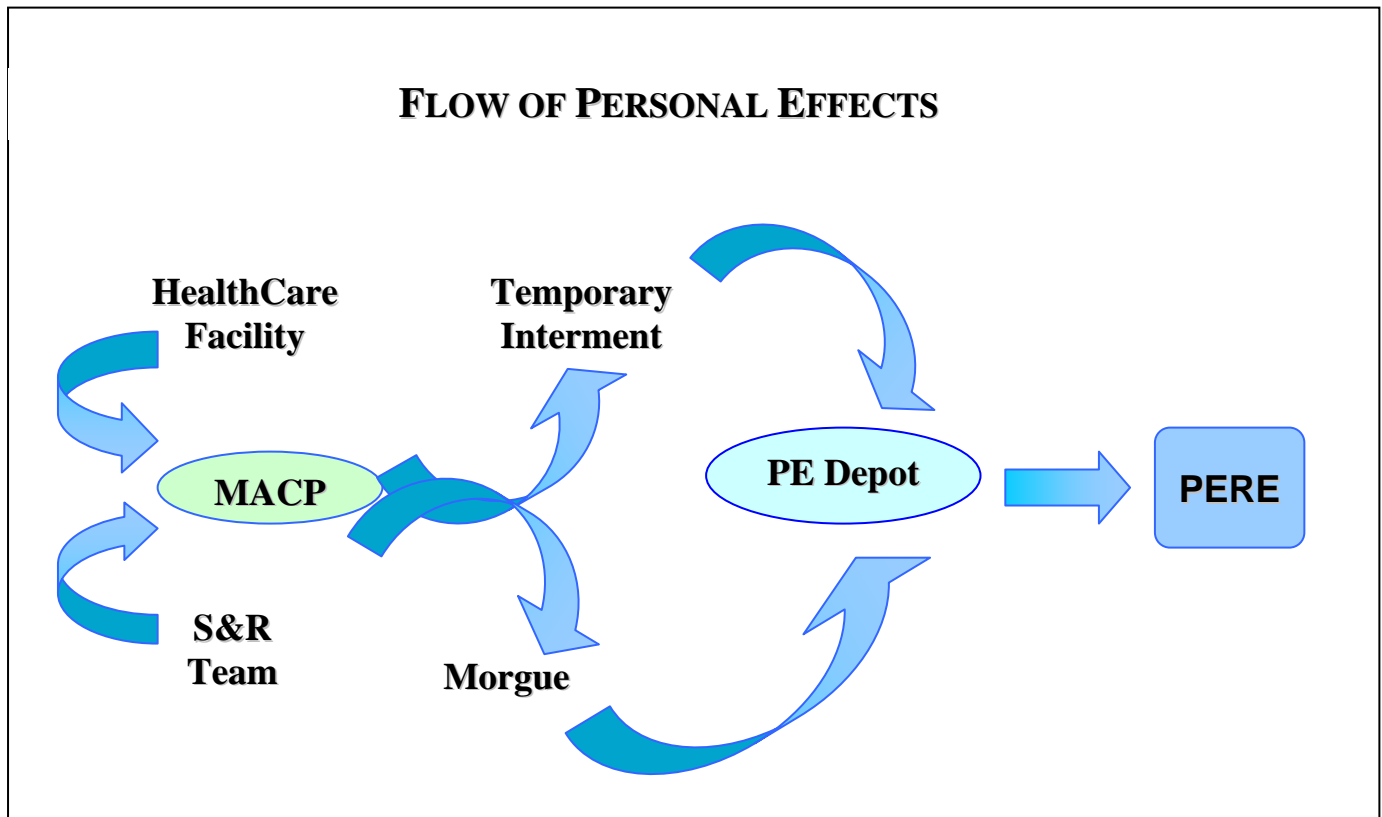 FLOW OF PERSONAL EFFECTS
HealthCare
Facility
Temporary
Interment
MACP
PE Depot
PERE
S&R
Team
Morgue